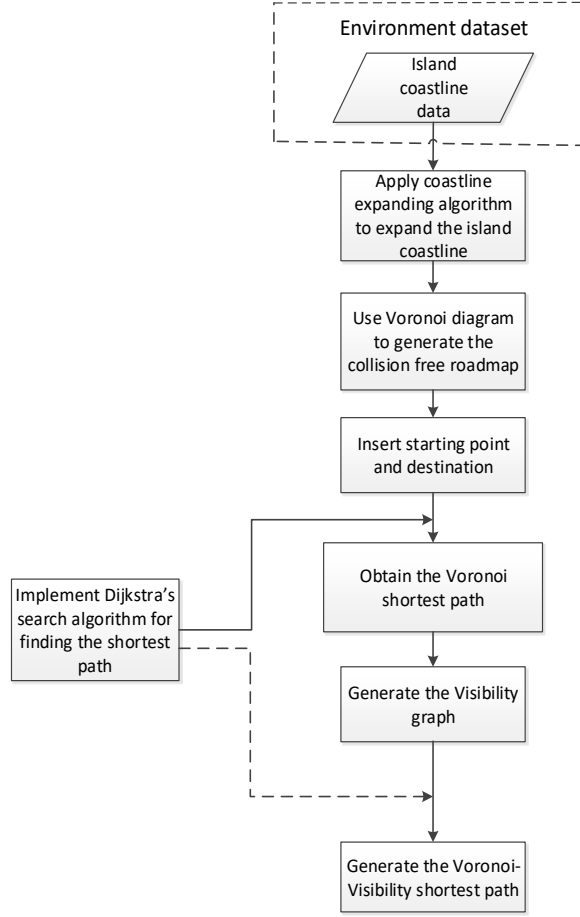 Environment dataset
Island
coastline
data
Apply coastline
expanding algorithm
to expand the island
coastline
Use Voronoi diagram
to generate the
collision free roadmap
Insert starting point
and destination
Obtain the Voronoi
shortest path
Implement Dijkstra’s
search algorithm for
finding the shortest
path
Generate the Visibility
graph
Generate the Voronoi-
Visibility shortest path